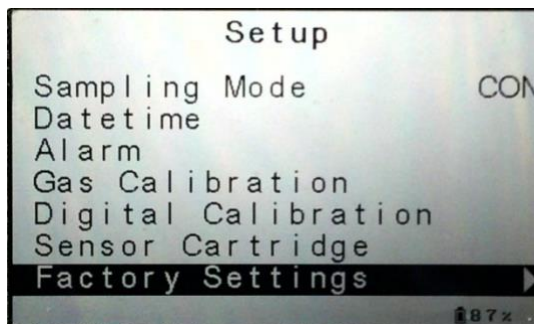 Setup
Sampling Mode CON
Datetime
Alarm
Gas Calibration
Digital Calibration
Sensor Cartridge
Factory Settings
87%